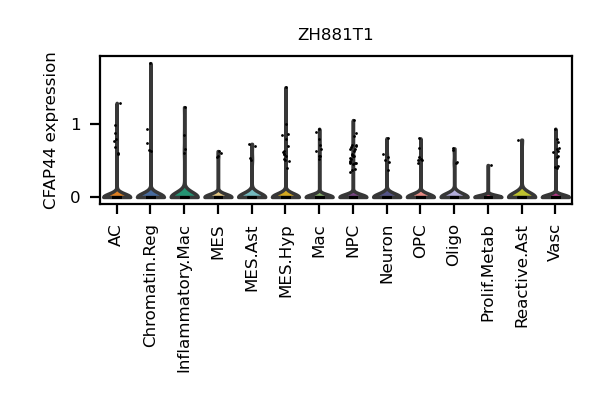 ZH881T1
CFAP44 expression
1
0
AC
Chromatin.Reg
Inflammatory.Mac
MES
MES.Ast
MES.Hyp
Mac
NPC
Neuron
OPC
Oligo
Prolif.Metab
Reactive.Ast
Vasc